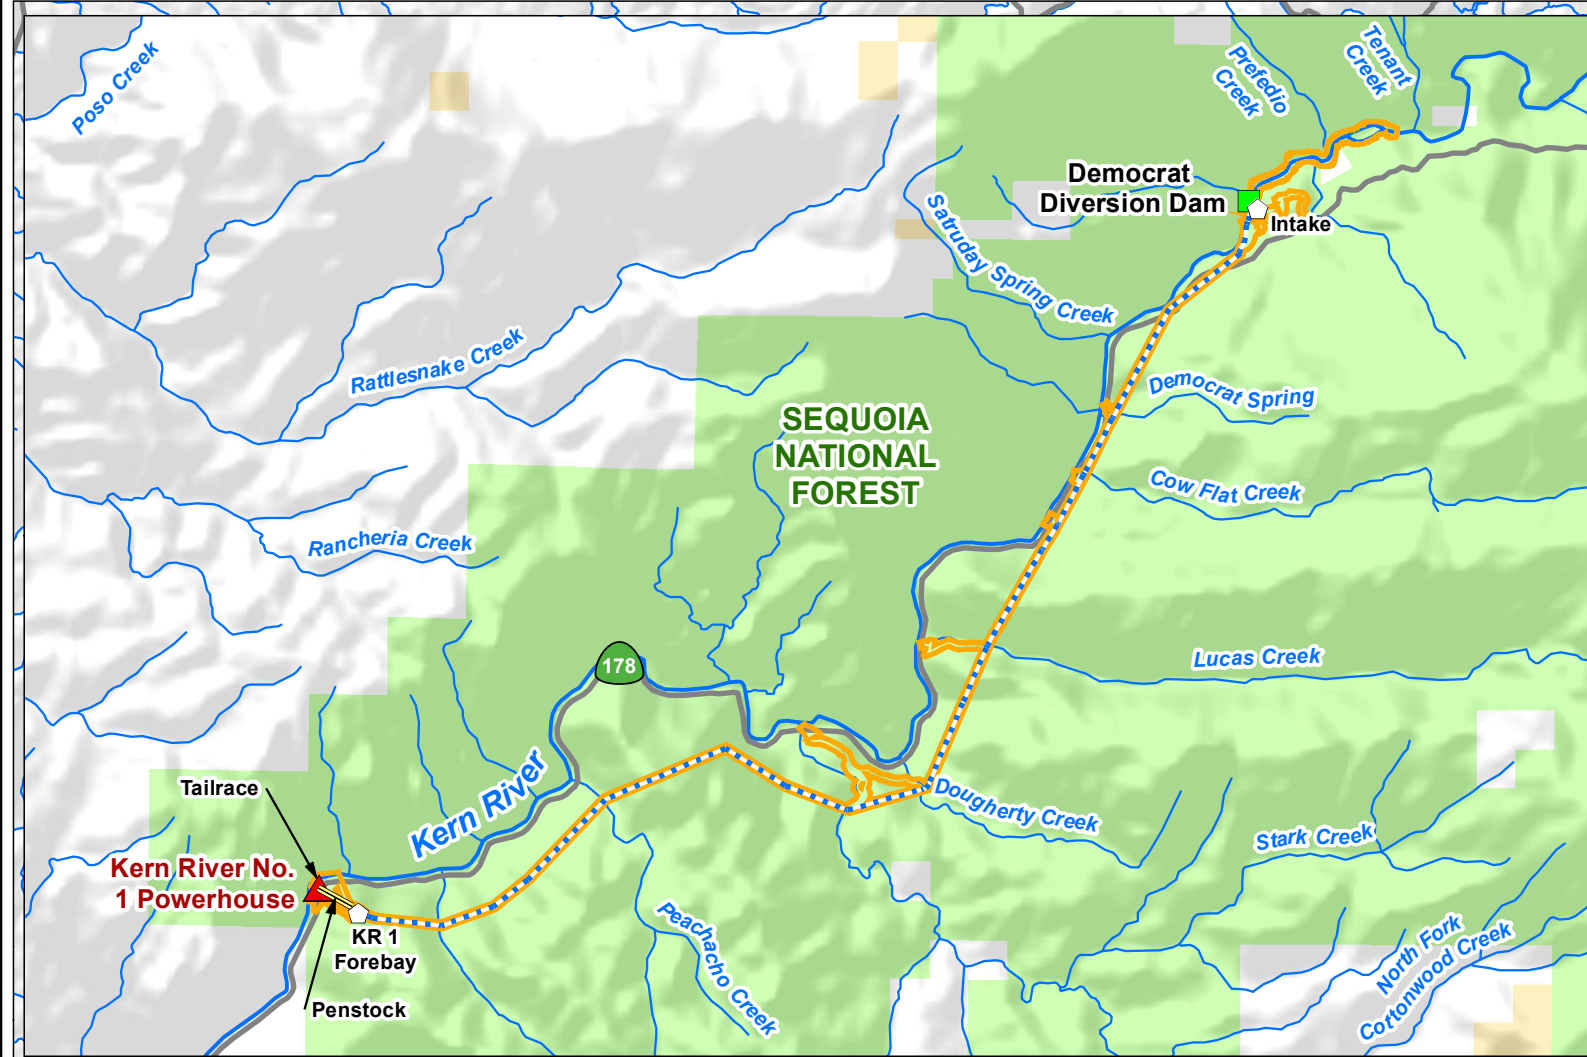 Poso Creek
Prefedio
Creek
Tenant
Creek
Democrat
Diversion Dam
Intake
Satruday Spring Creek
Rattlesnake Creek
Democrat Spring
SEQUOIA
NATIONAL
FOREST
Cow Flat Creek
Rancheria Creek
178
Lucas Creek
Kern River
Tailrace
Dougherty Creek
Stark Creek
Kern River No.
1 Powerhouse
KR 1
Forebay
Penstock
Peachacho Creek
North Fork
Cottonwood Creek